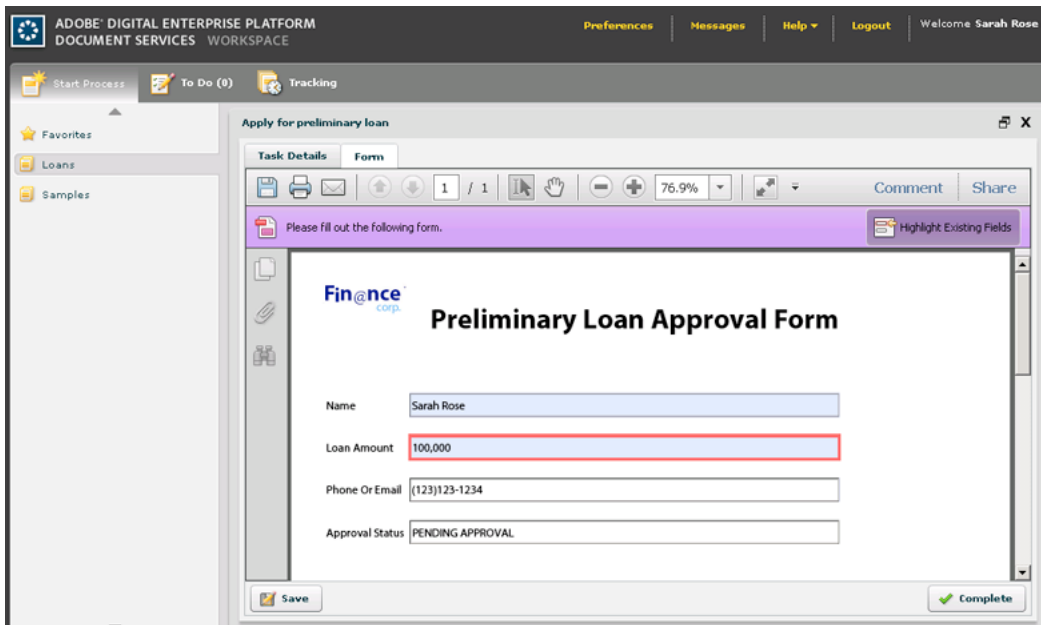 ADOBE® DIGITAL ENTERPRISE PLATFORM
DOCUMENT SERVICES WORKSPACE
Preferences Messages Help Logout Welcome Sarah Rose
Start Process To Do (0) Tracking
Favorites
Loans
Samples
Apply for preliminary loan
Task Details Form
1 / 1 76.9% Comment Share
Please fill out the following form. Highlight Existing Fields
Fin@nce
corp.
Preliminary Loan Approval Form
Name Sarah Rose
Loan Amount 100,000
Phone Or Email (123)123-1234
Approval Status PENDING APPROVAL
Save Complete